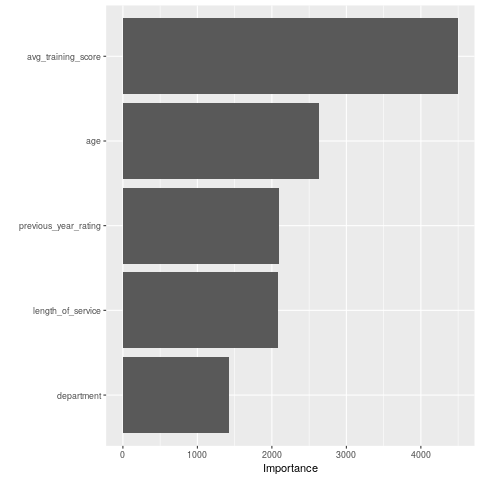 avg_training_score
age
previous_year_rating
length_of_service
department
0 1000 2000 3000 4000
Importance